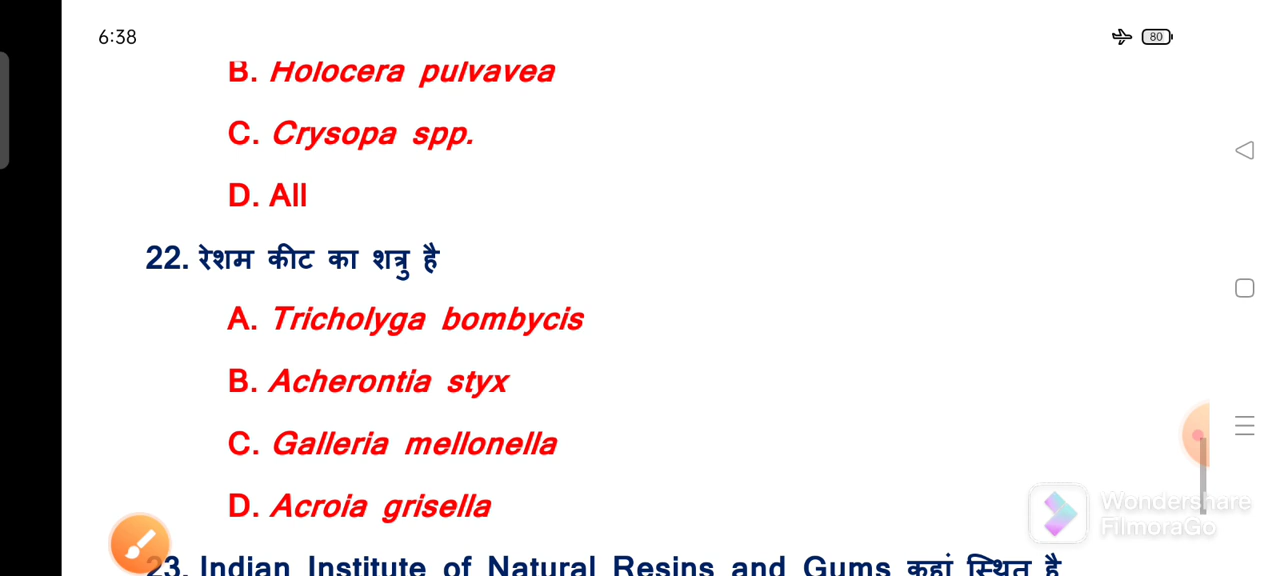 6:38
80
B. Holocera pulvavea
C. Crysopa spp.
D. All
22. रेशम कीट का शत्रु है
A. Tricholyga bombycis
B. Acherontia styx
C. Galleria mellonella
D. Acroia grisella
Wondershare
FilmoraGo
23. Indian Institute of Natural Resins and Gums कहां स्थित है